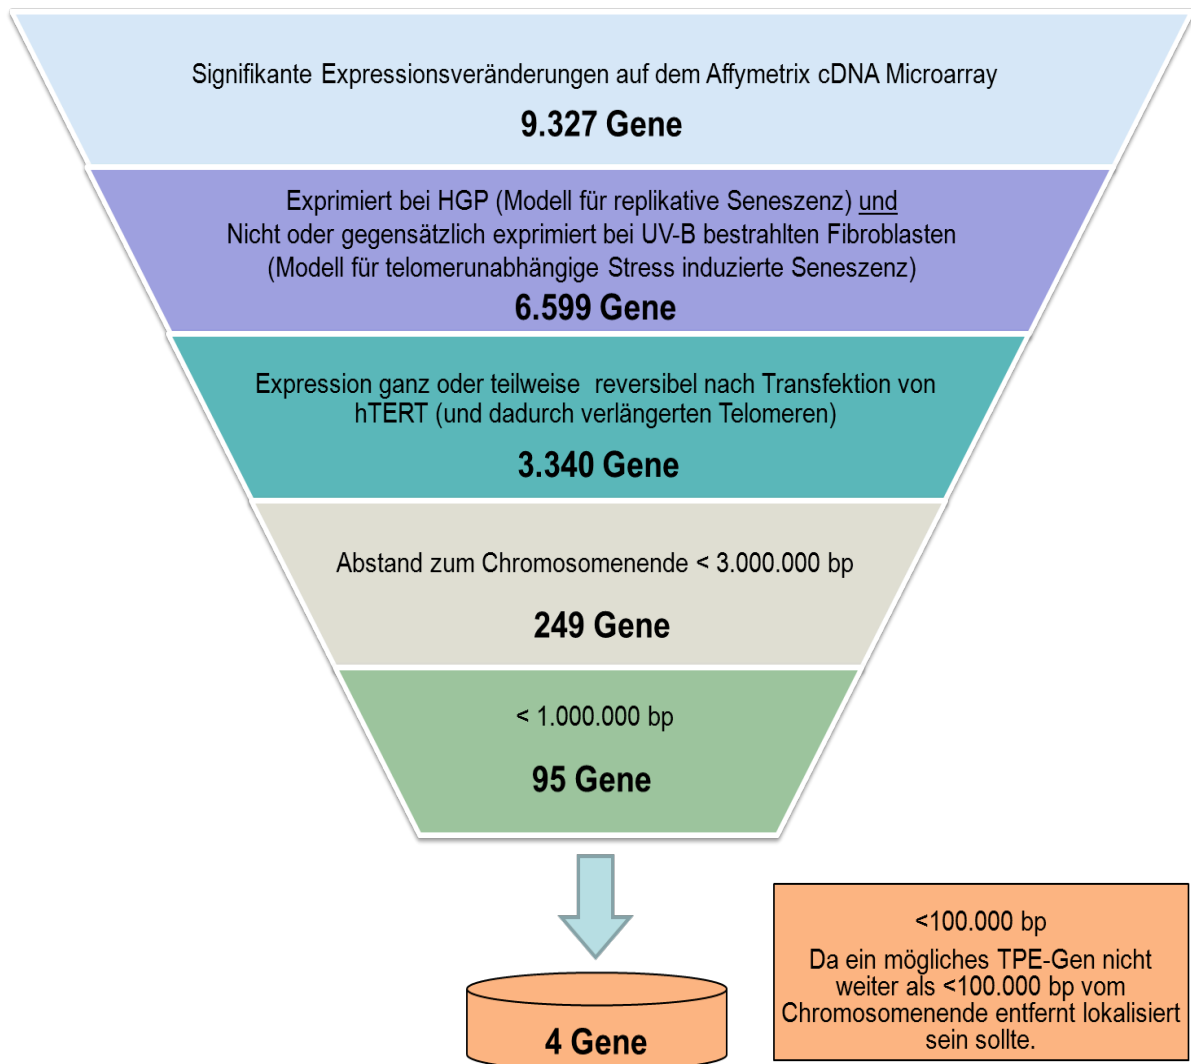 Signifikante Expressionsveränderungen auf dem Affymetrix cDNA Microarray
9.327 Gene
Exprimiert bei HGP (Modell für replikative Seneszenz) und
Nicht oder gegensätzlich exprimiert bei UV-B bestrahlten Fibroblasten
(Modell für telomerunabhängige Stress induzierte Seneszenz)
6.599 Gene
Expression ganz oder teilweise reversibel nach Transfektion von
hTERT (und dadurch verlängerten Telomeren)
3.340 Gene
Abstand zum Chromosomenende < 3.000.000 bp
249 Gene
< 1.000.000 bp
95 Gene
4 Gene
<100.000 bp
Da ein mögliches TPE-Gen nicht
weiter als <100.000 bp vom
Chromosomenende entfernt lokalisiert
sein sollte.